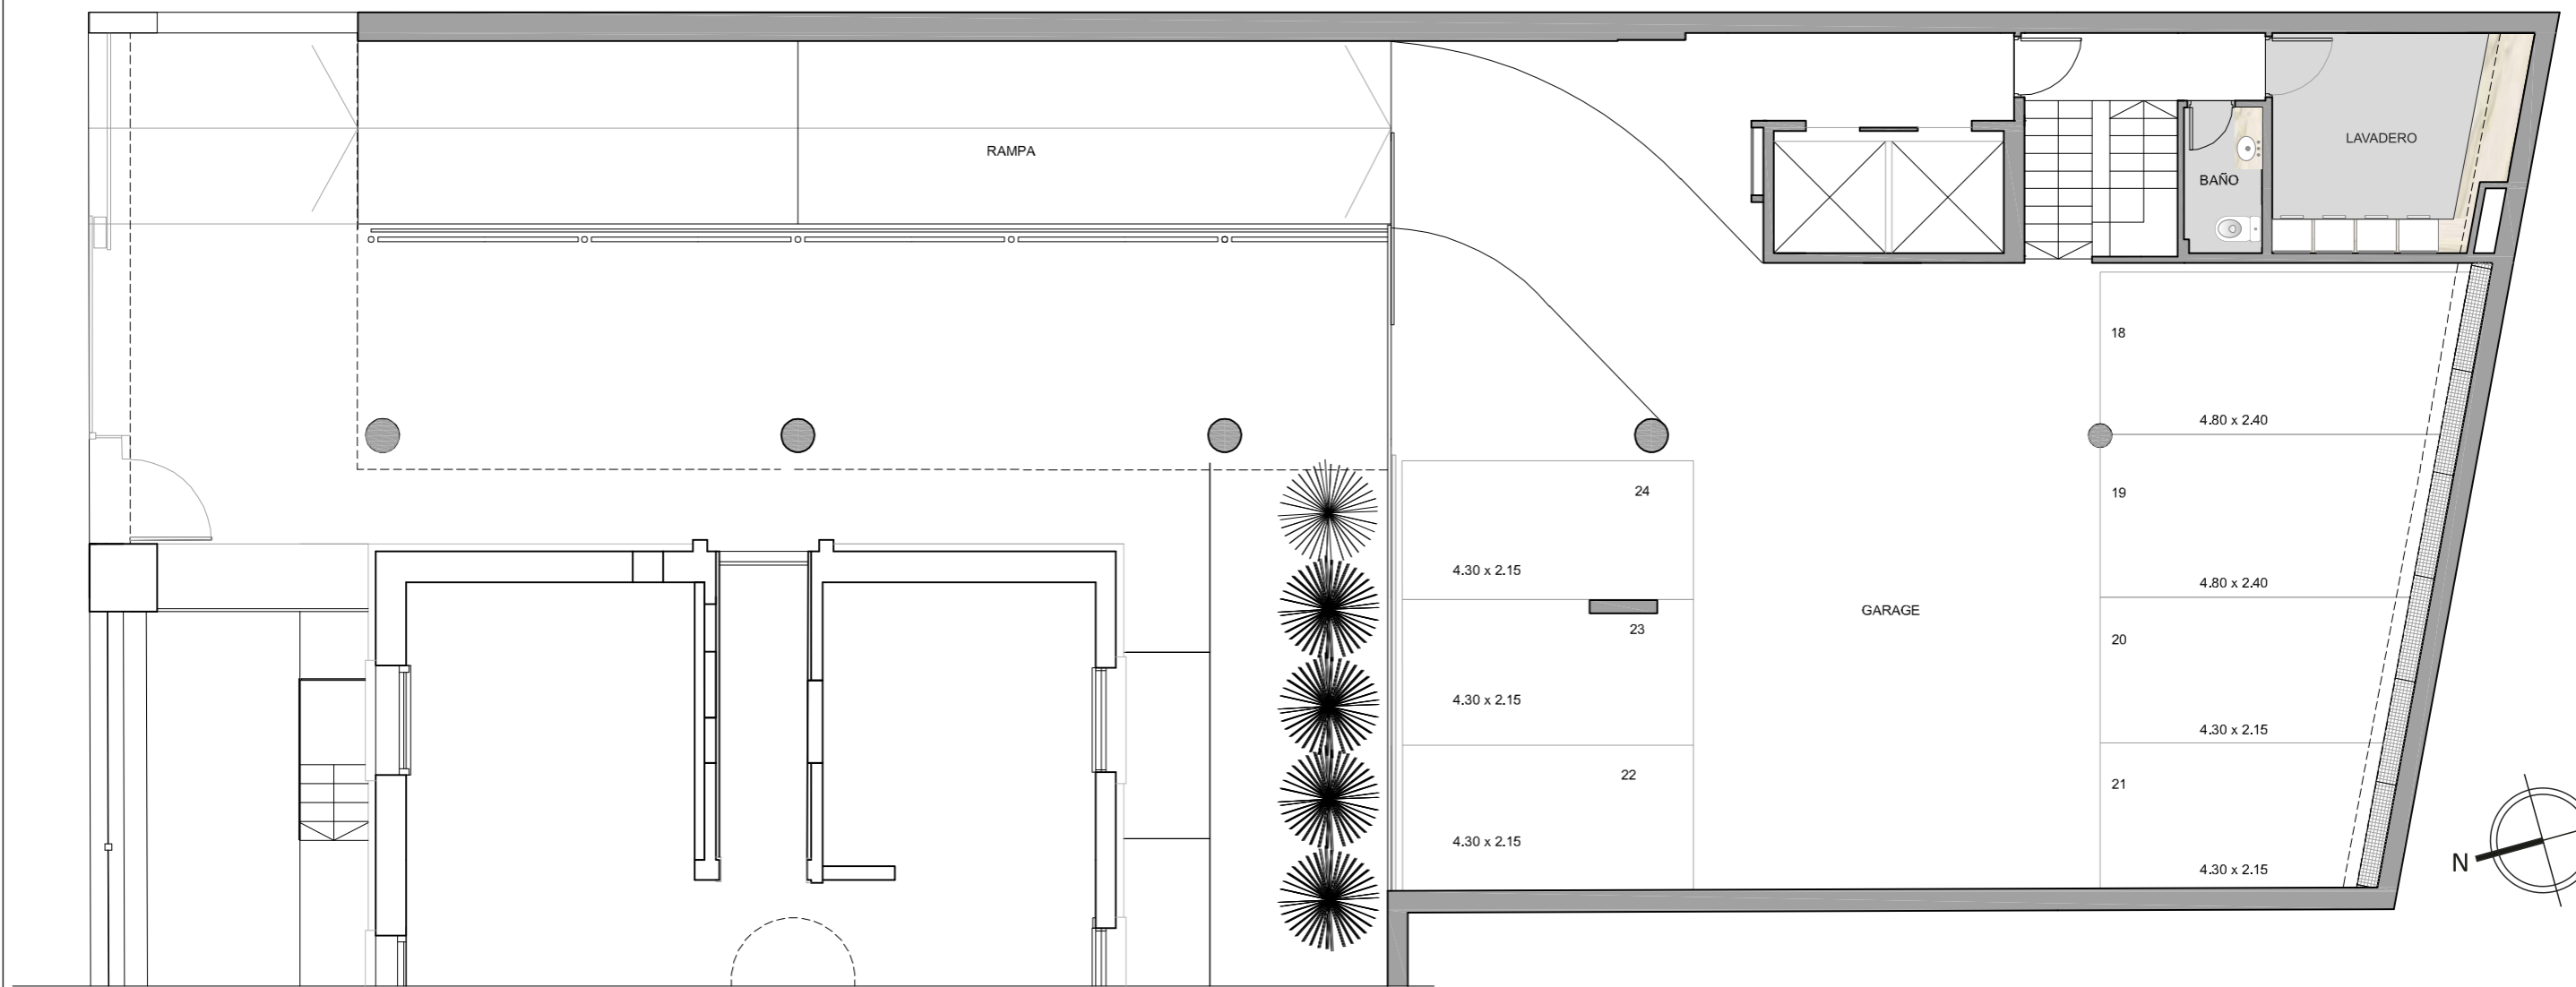 RAMPA
LAVADERO
BAÑO
18
4.80 x 2.40
24
19
4.30 x 2.15
4.80 x 2.40
GARAGE
23
20
4.30 x 2.15
4.30 x 2.15
22
21
4.30 x 2.15
4.30 x 2.15
N